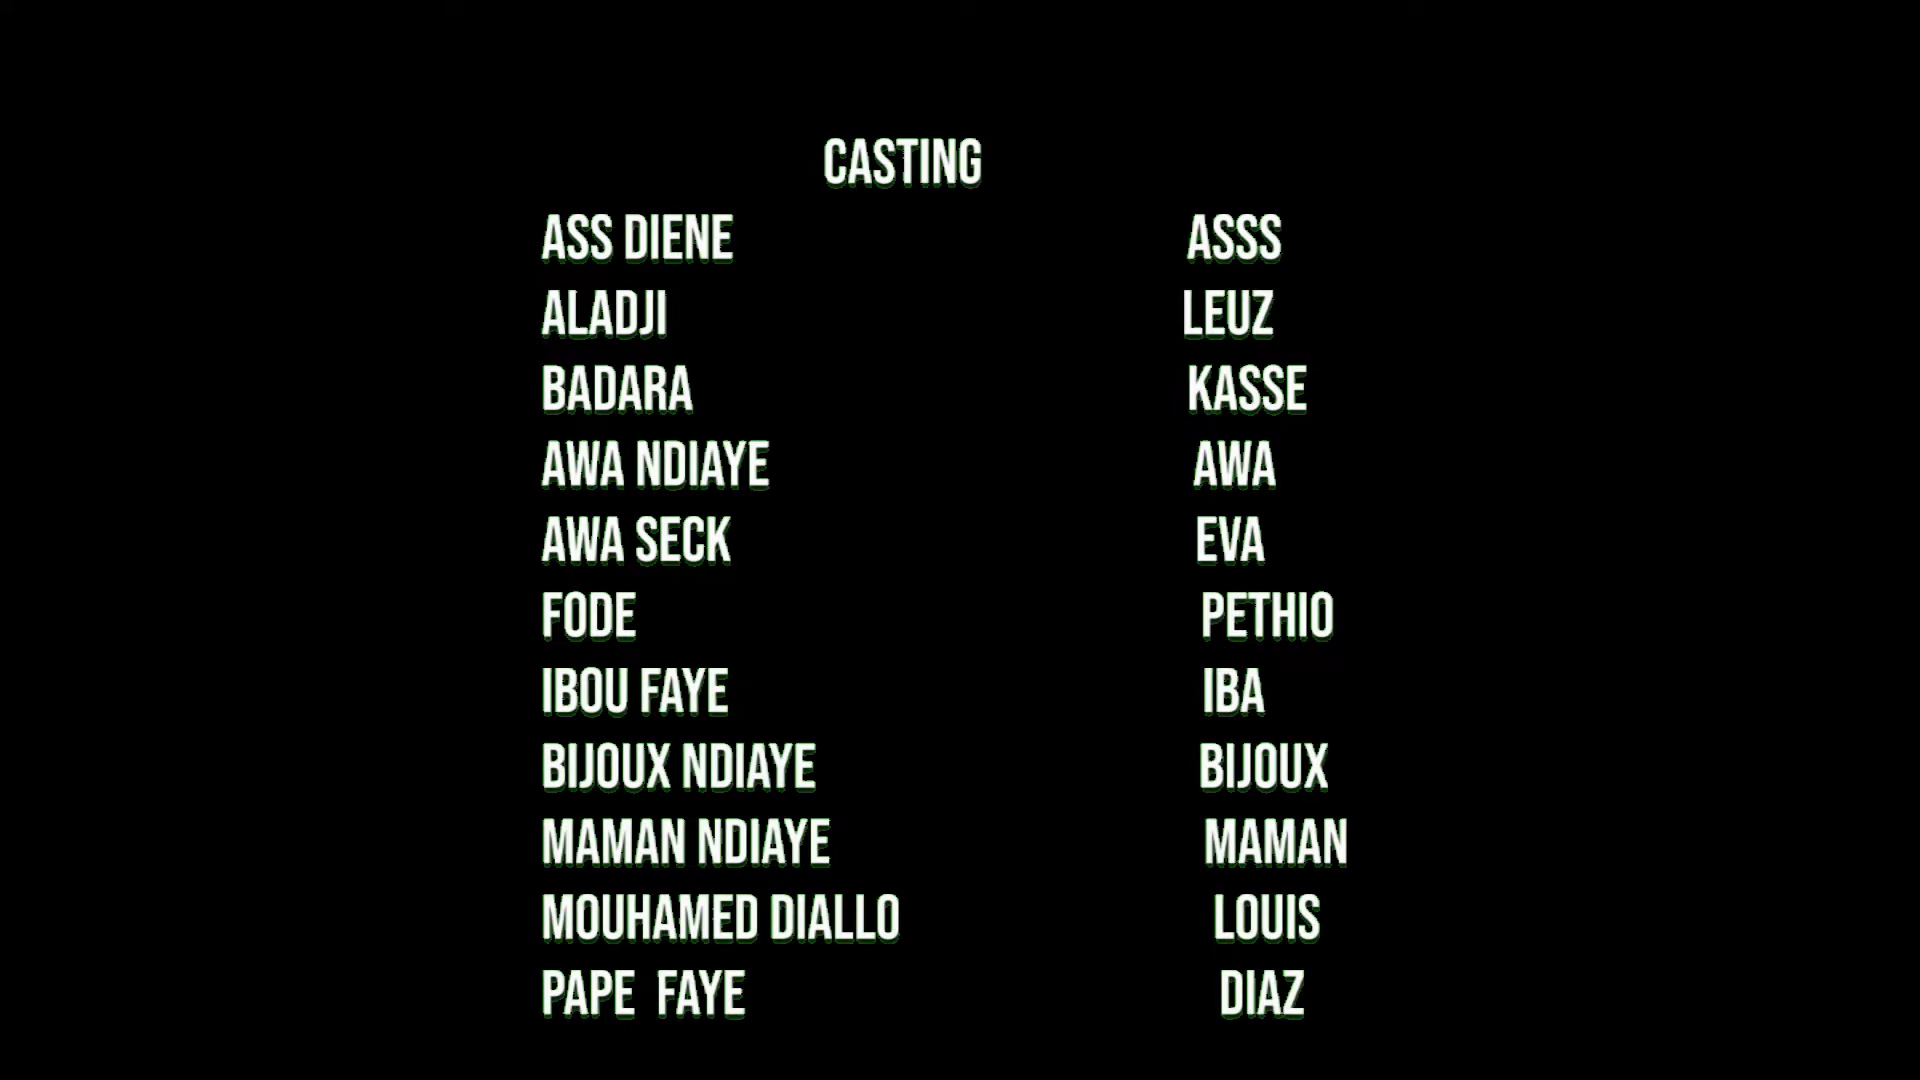 CASTING
ASS DIENE ASSS
ALADJI LEUZ
BADARA KASSE
AWA NDIAYE AWA
AWA SECK EVA
FODE PETHIO
IBOU FAYE IBA
BIJOUX NDIAYE BIJOUX
MAMAN NDIAYE MAMAN
MOUHAMED DIALLO LOUIS
PAPE FAYE DIAZ